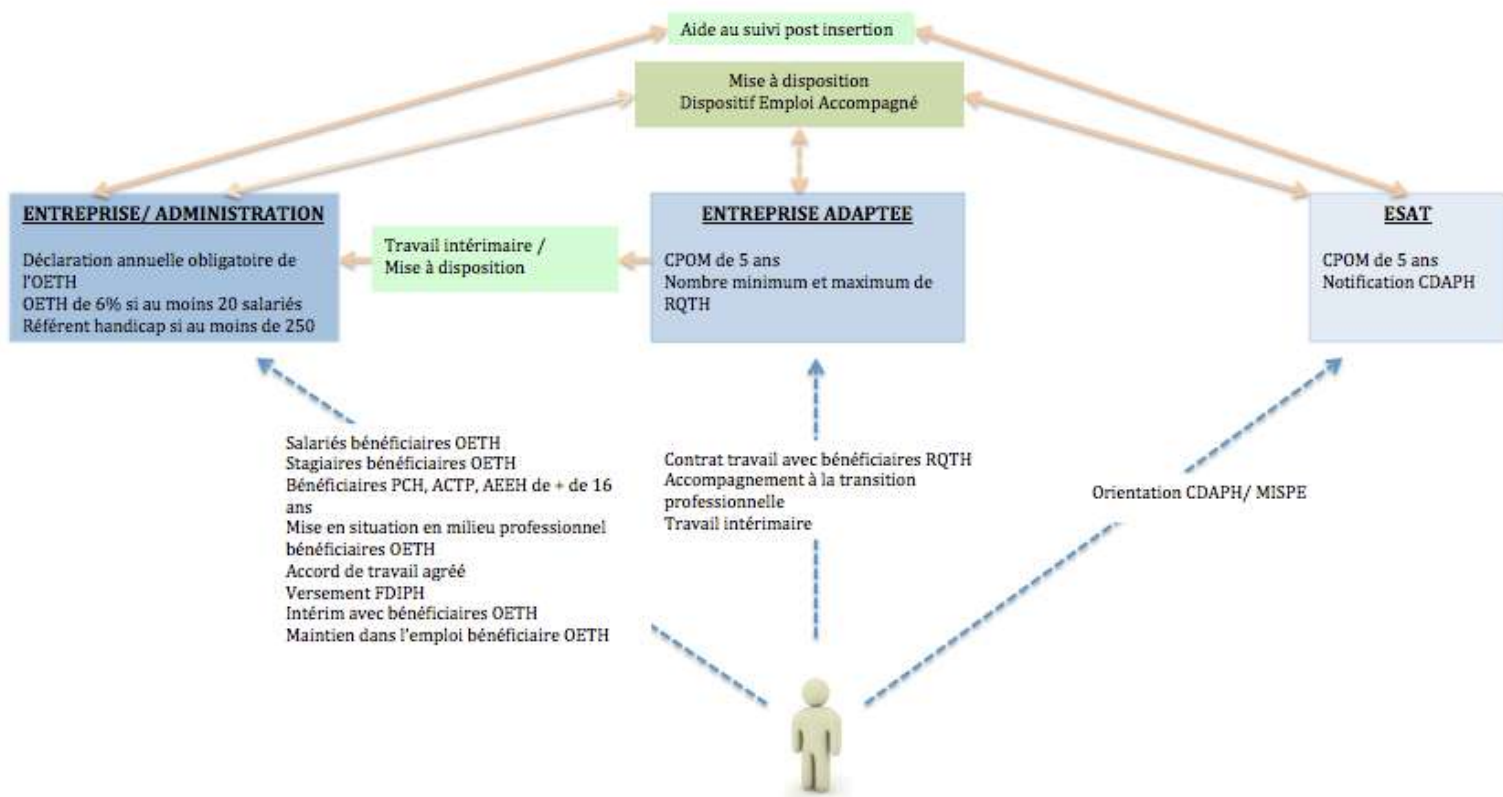 Aide au suivi post insertion
Mise à disposition
Dispositif Emploi Accompagné
ENTREPRISE/ ADMINISTRATION
Déclaration annuelle obligatoire de
l'OETH
OETH de 6% si au moins 20 salariés
Référent handicap si au moins de 250
Travail intérimaire /
Mise à disposition
ENTREPRISE ADAPTEE
CPOM de 5 ans
Nombre minimum et maximum de
RQTH
ESAT
CPOM de 5 ans
Notification CDAPH
Salariés bénéficiaires OETH
Stagiaires bénéficiaires OETH
Bénéficiaires PCH, ACTP, AEEH de + de 16
ans
Mise en situation en milieu professionnel
bénéficiaires OETH
Accord de travail agréé
Versement FDIPH
Intérim avec bénéficiaires OETH
Maintien dans l'emploi bénéficiaire OETH
Contrat travail avec bénéficiaires RQTH
Accompagnement à la transition
professionnelle
Travail intérimaire
Orientation CDAPH/ MISPE